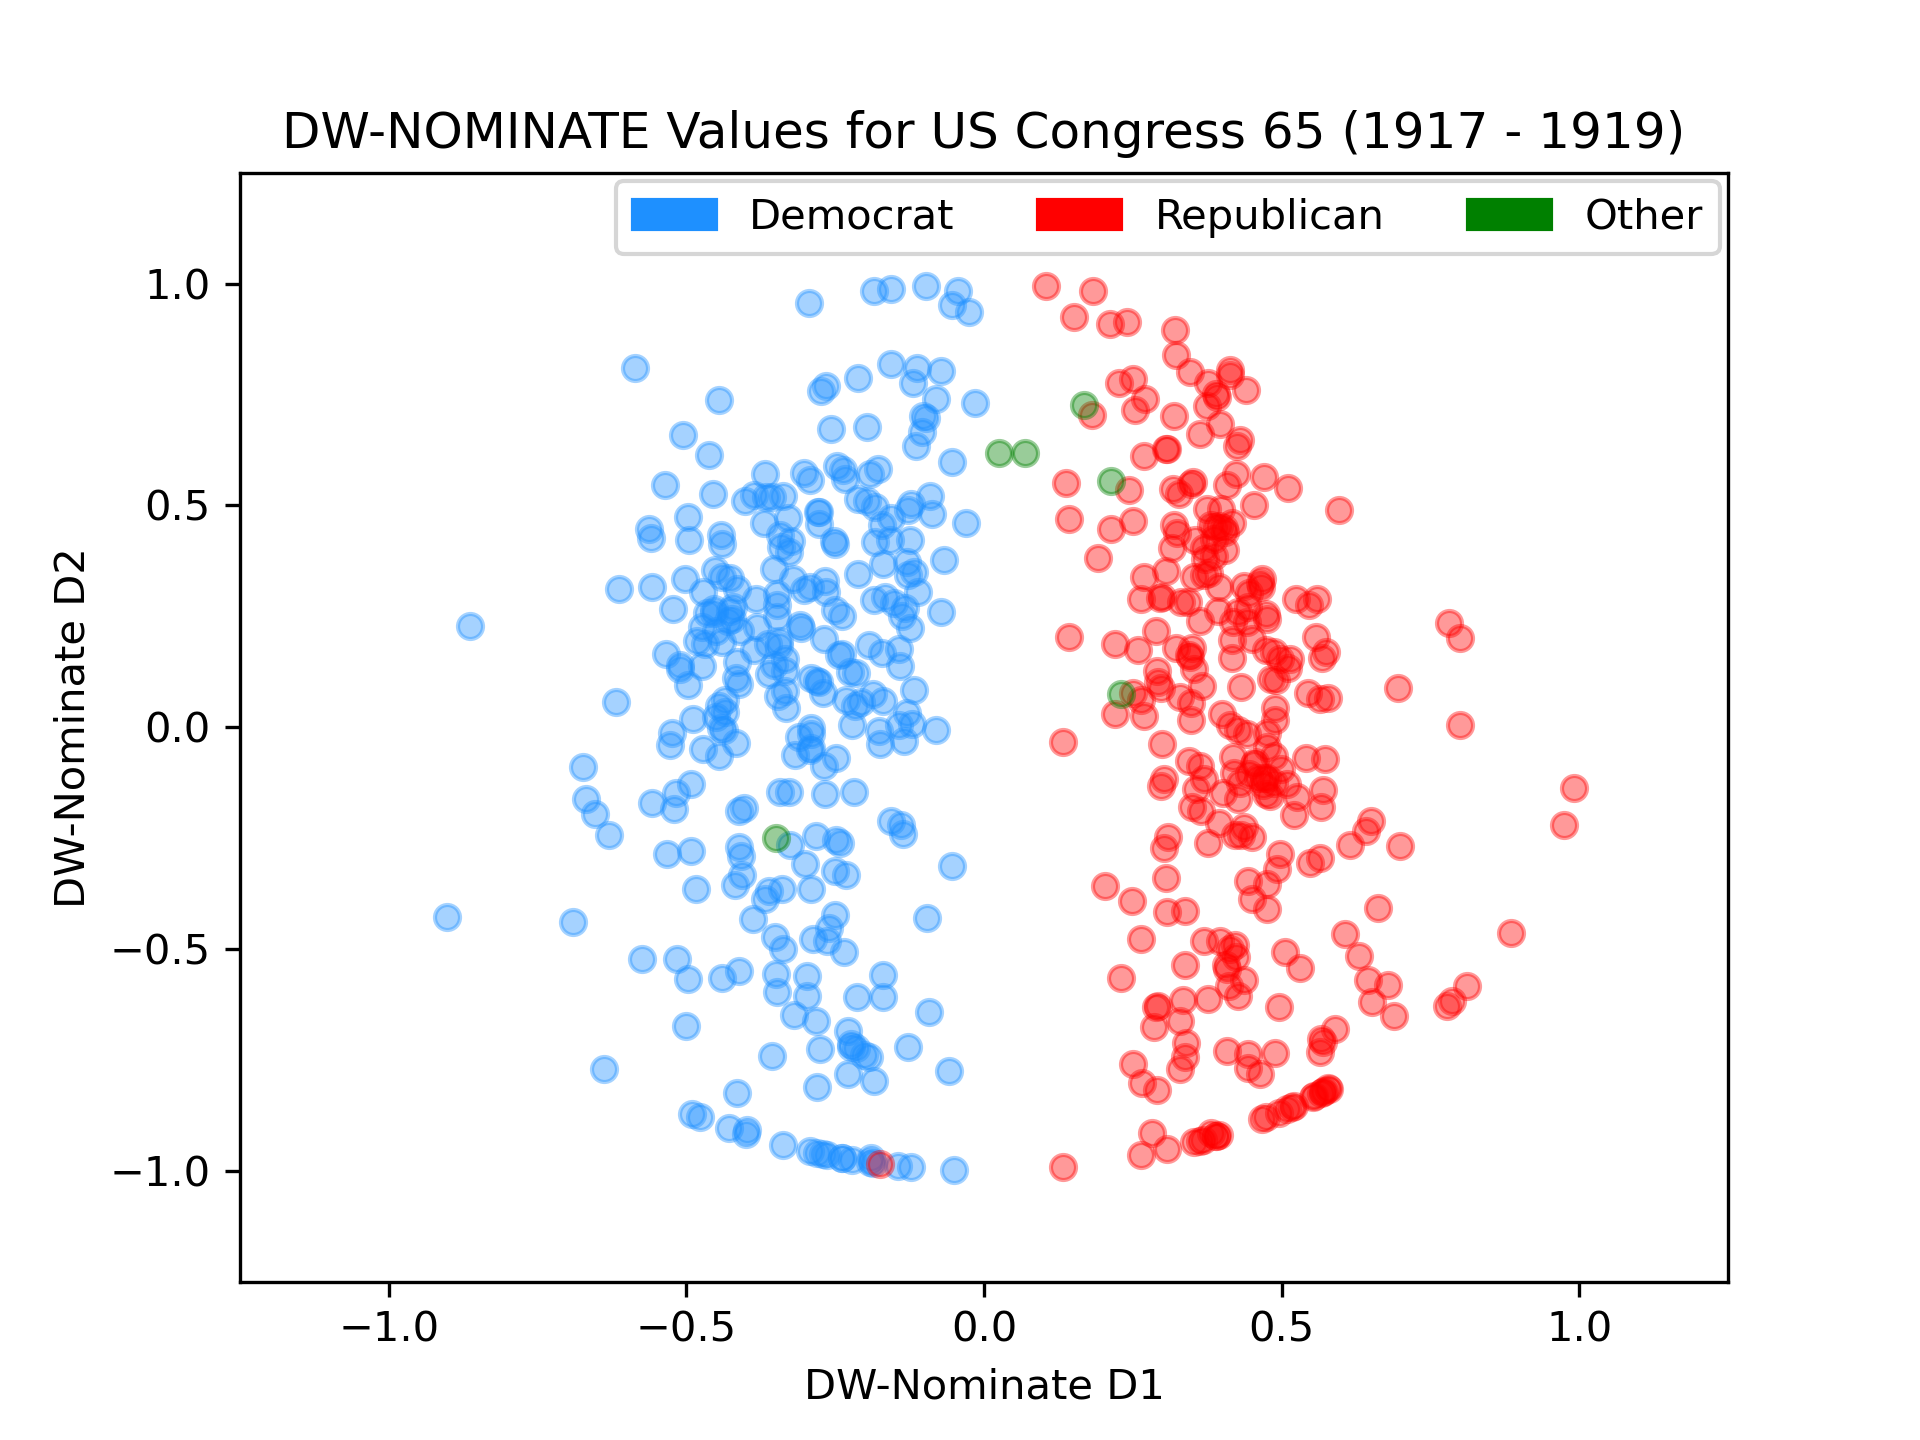 DW-NOMINATE Values for US Congress 65 (1917 - 1919)
Democrat Republican Other
1.0
0.5
0.0
−0.5
−1.0
DW-Nominate D2
−1.0 −0.5 0.0 0.5 1.0
DW-Nominate D1